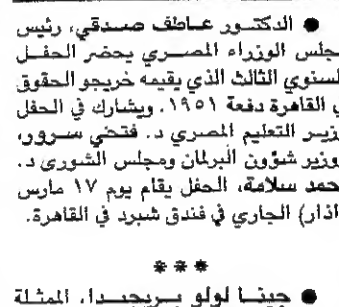 ● الدكتور عاطف صدقي، رئيس
مجلس الوزراء المصري يحضر الحفل
السنوي الثالث الذي يقيمه خريجو الحقوق
في القاهرة دفعة ١٩٥١. ويشارك في الحفل
وزير التعليم المصري د. فتحي سرور،
ووزير شؤون البرلمان ومجلس الشورى د.
أحمد سلامة، الحفل يقام يوم ١٧ مارس
(اذار) الجاري في فندق شبرد في القاهرة.
***
● جينا لولو بريجيدا، الممثلة